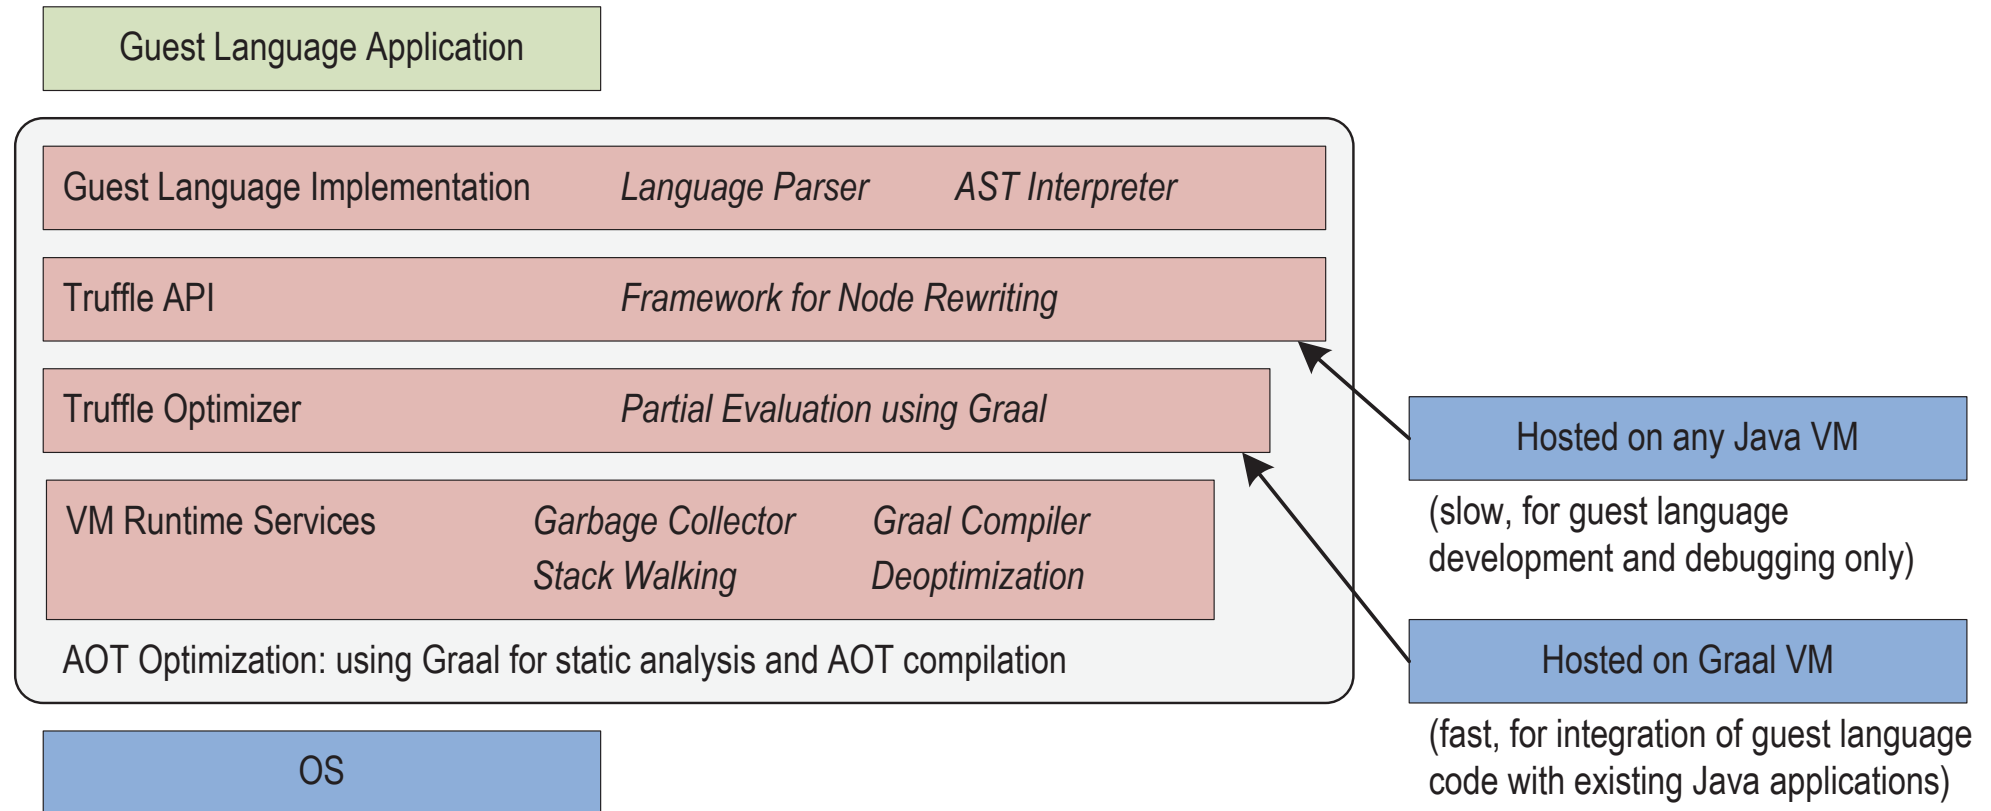 Guest Language Application
Guest Language Implementation Language Parser AST Interpreter
Truffle API Framework for Node Rewriting
Truffle Optimizer Partial Evaluation using Graal
VM Runtime Services Garbage Collector Graal Compiler
Stack Walking Deoptimization
AOT Optimization: using Graal for static analysis and AOT compilation
OS
Hosted on any Java VM
(slow, for guest language
development and debugging only)
Hosted on Graal VM
(fast, for integration of guest language
code with existing Java applications)